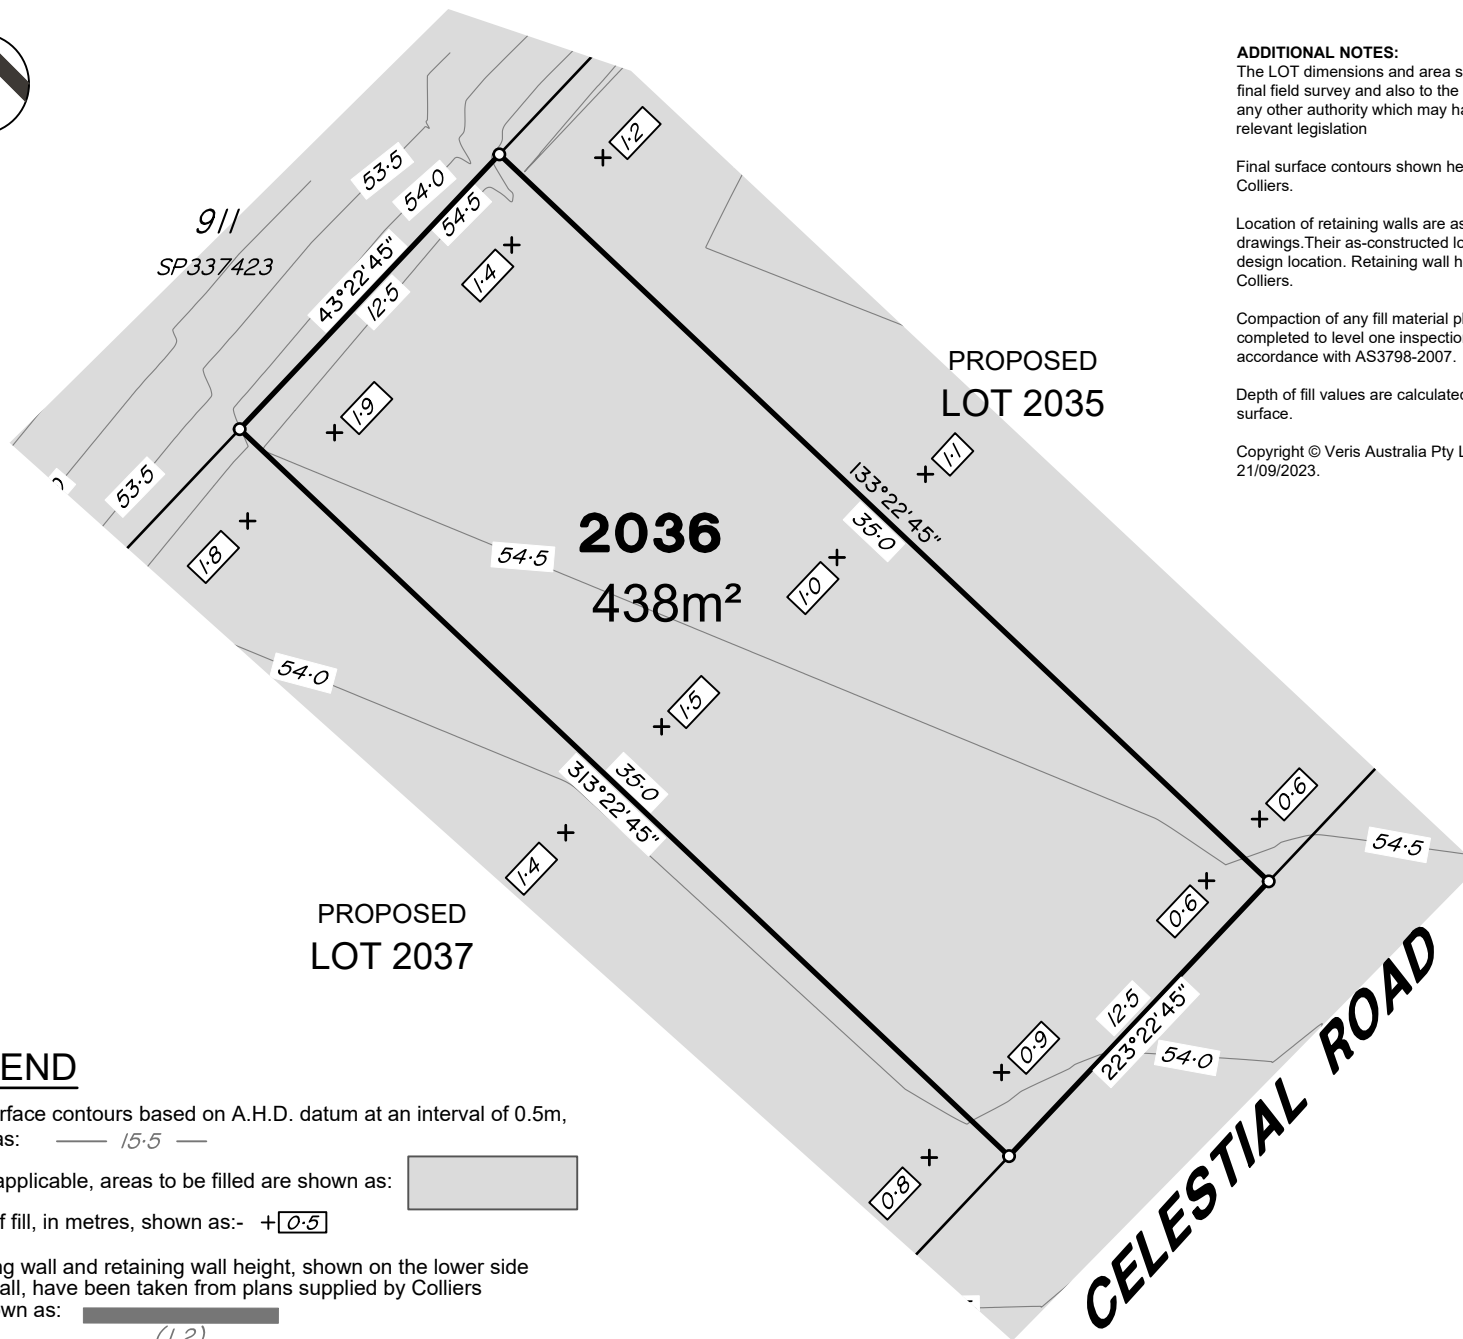 ADDITIONAL NOTES:
The LOT dimensions and area s
final field survey and also to the
any other authority which may ha
relevant legislation
Final surface contours shown he
Colliers.
Location of retaining walls are as
drawings.Their as-constructed lo
design location. Retaining wall h
Colliers.
Compaction of any fill material pl
completed to level one inspection
accordance with AS3798-2007.
Depth of fill values are calculated
surface.
Copyright © Veris Australia Pty L
21/09/2023.
1·2
53·5
54·0
54·5
911
SP337423
43°22'45"
12·5
1·4
1·9
PROPOSED
LOT 2035
1·1
133°22'45"
35·0
53·5
1·8
54·5
2036
438m²
1·0
54·0
1·5
35·0
313°22'45"
1·4
0·6
54·5
0·6
PROPOSED
LOT 2037
12·5
223°22'45"
0·9
54·0
0·8
CELESTIAL ROAD
END
rface contours based on A.H.D. datum at an interval of 0.5m,
as: 15·5
applicable, areas to be filled are shown as:
f fill, in metres, shown as:- +0·5
ng wall and retaining wall height, shown on the lower side
all, have been taken from plans supplied by Colliers
own as:
(1.2)